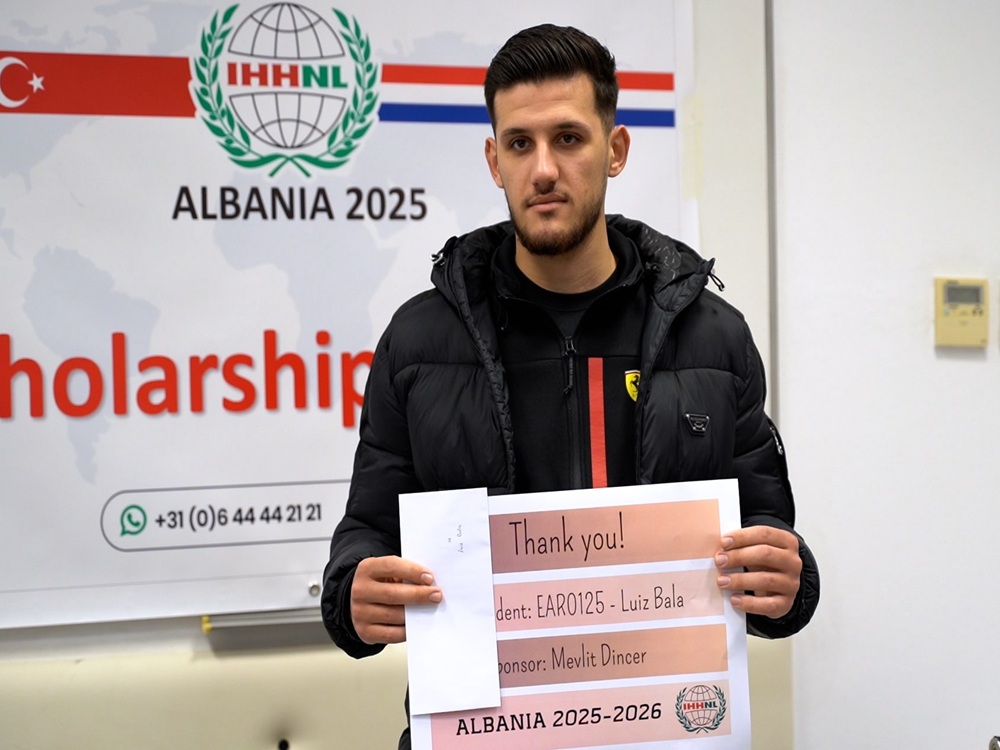 IHHNL
ALBANIA 2025
holarship
+31 (0)6 44 44 21 21
Thank you!
dent: EAR0125 - Luiz Bala
onsor: Mevlit Dincer
ALBANIA 2025-2026
IHHNL